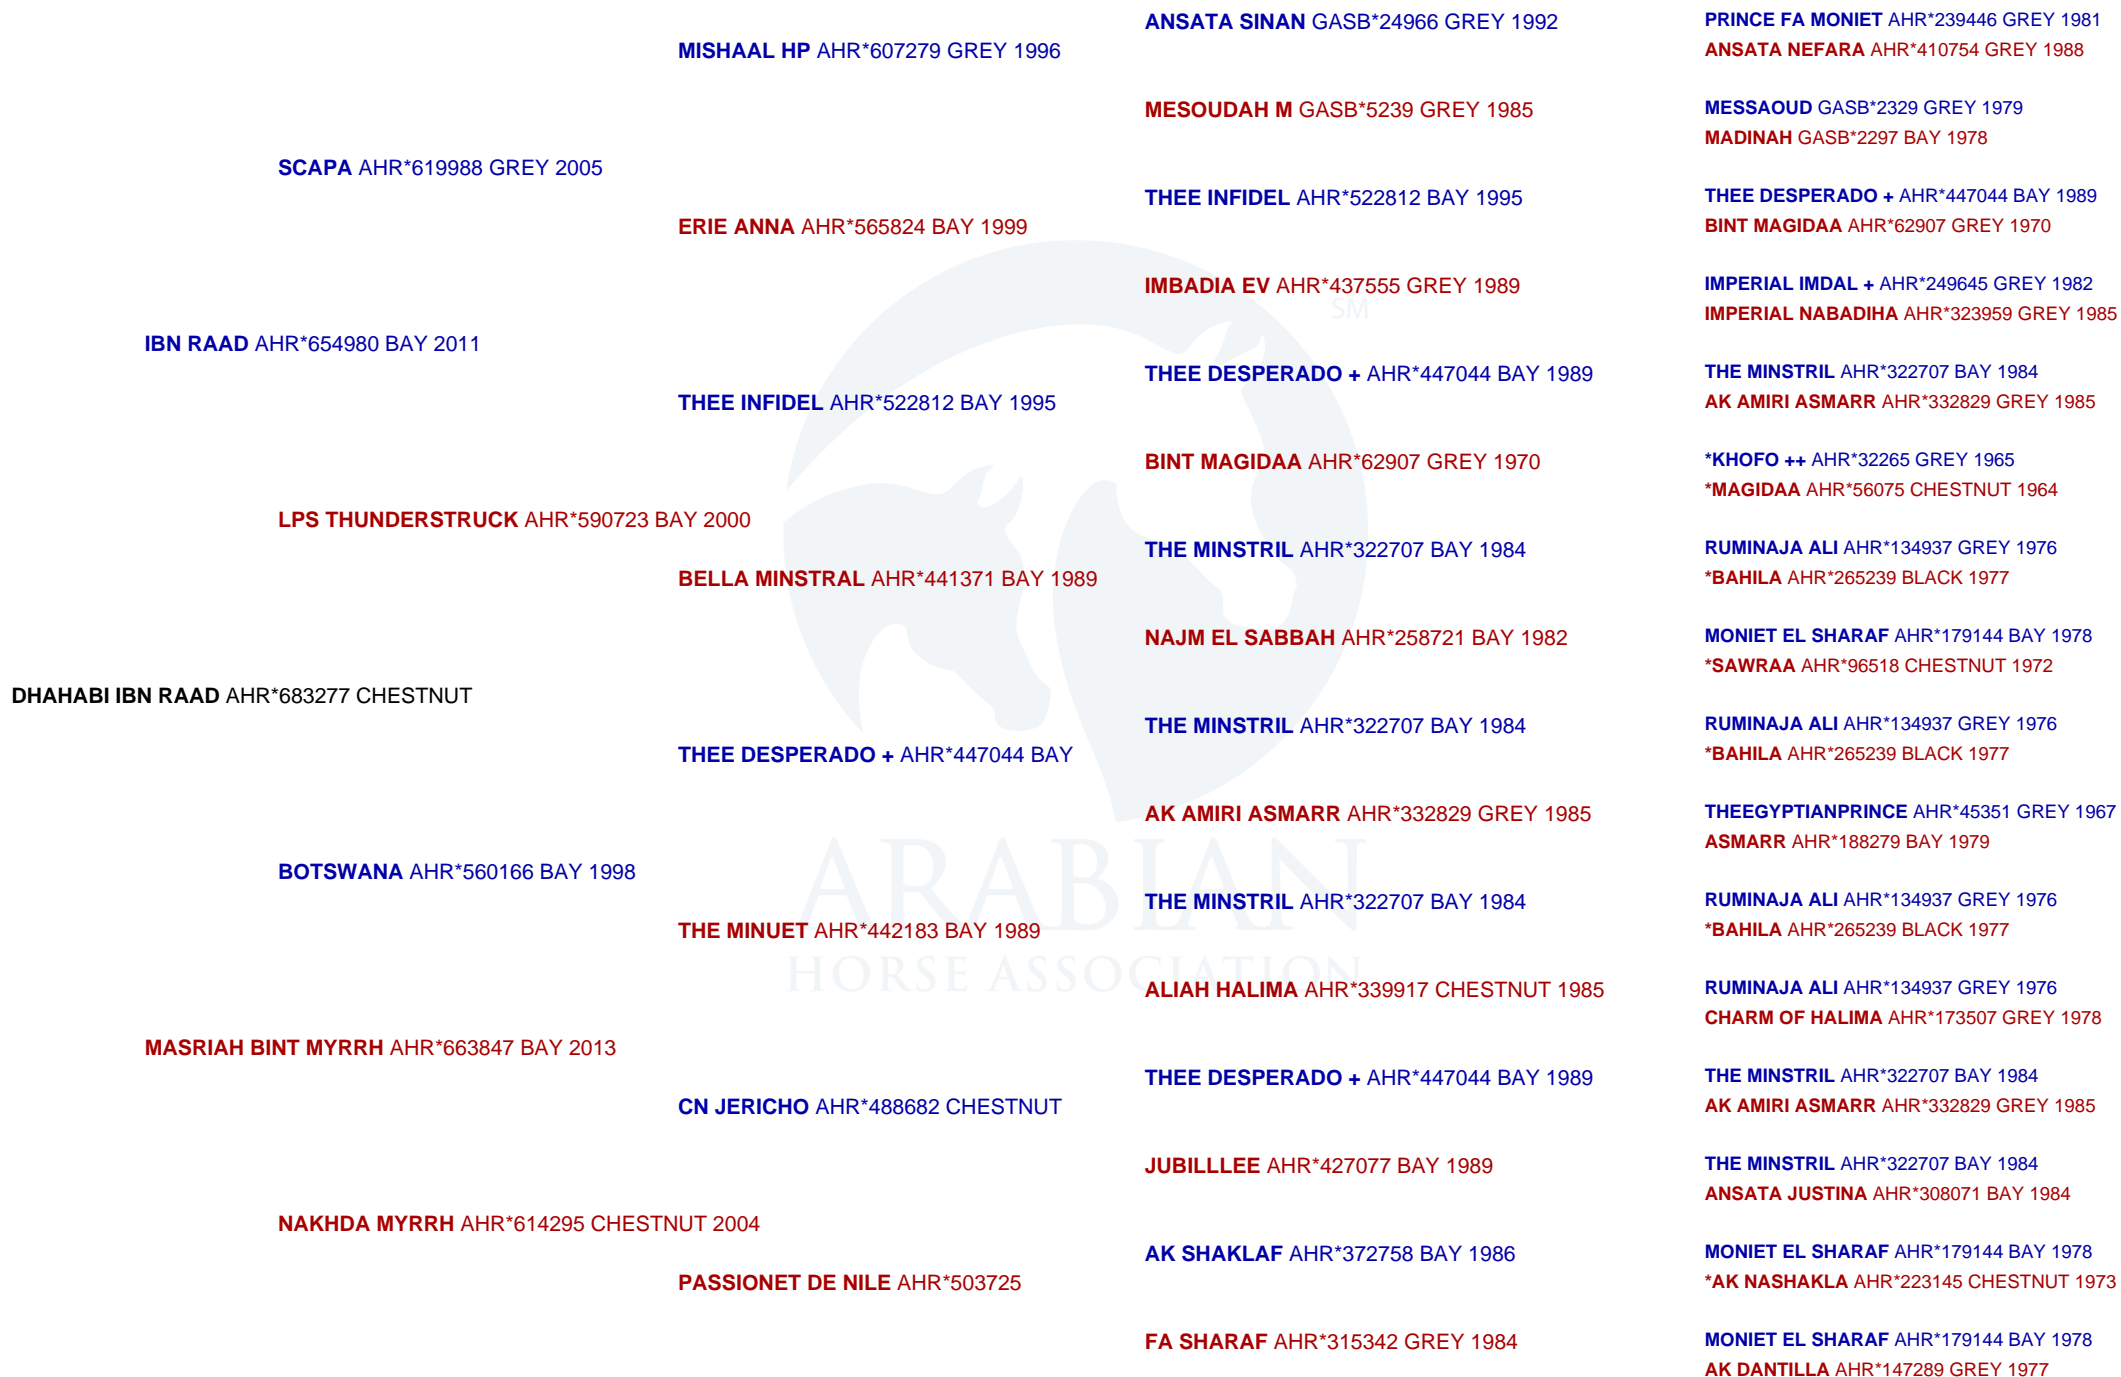 ANSATA SINAN GASB*24966 GREY 1992
PRINCE FA MONIET AHR*239446 GREY 1981
MISHAAL HP AHR*607279 GREY 1996
ANSATA NEFARA AHR*410754 GREY 1988
MESOUDAH M GASB*5239 GREY 1985
MESSAOUD GASB*2329 GREY 1979
MADINAH GASB*2297 BAY 1978
SCAPA AHR*619988 GREY 2005
THEE INFIDEL AHR*522812 BAY 1995
THEE DESPERADO + AHR*447044 BAY 1989
ERIE ANNA AHR*565824 BAY 1999
BINT MAGIDAA AHR*62907 GREY 1970
IMBADIA EV AHR*437555 GREY 1989
IMPERIAL IMDAL + AHR*249645 GREY 1982
SM
IMPERIAL NABADIHA AHR*323959 GREY 1985
IBN RAAD AHR*654980 BAY 2011
THEE DESPERADO + AHR*447044 BAY 1989
THE MINSTRIL AHR*322707 BAY 1984
THEE INFIDEL AHR*522812 BAY 1995
AK AMIRI ASMARR AHR*332829 GREY 1985
BINT MAGIDAA AHR*62907 GREY 1970
*KHOFO ++ AHR*32265 GREY 1965
*MAGIDAA AHR*56075 CHESTNUT 1964
LPS THUNDERSTRUCK AHR*590723 BAY 2000
THE MINSTRIL AHR*322707 BAY 1984
RUMINAJA ALI AHR*134937 GREY 1976
BELLA MINSTRAL AHR*441371 BAY 1989
*BAHILA AHR*265239 BLACK 1977
NAJM EL SABBAH AHR*258721 BAY 1982
MONIET EL SHARAF AHR*179144 BAY 1978
*SAWRAA AHR*96518 CHESTNUT 1972
DHAHABI IBN RAAD AHR*683277 CHESTNUT
THE MINSTRIL AHR*322707 BAY 1984
RUMINAJA ALI AHR*134937 GREY 1976
THEE DESPERADO + AHR*447044 BAY
*BAHILA AHR*265239 BLACK 1977
AK AMIRI ASMARR AHR*332829 GREY 1985
THEEGYPTIANPRINCE AHR*45351 GREY 1967
ASMARR AHR*188279 BAY 1979
BOTSWANA AHR*560166 BAY 1998
ARABIAN
THE MINSTRIL AHR*322707 BAY 1984
RUMINAJA ALI AHR*134937 GREY 1976
THE MINUET AHR*442183 BAY 1989
*BAHILA AHR*265239 BLACK 1977
HORSE ASSOCIATION
ALIAH HALIMA AHR*339917 CHESTNUT 1985
RUMINAJA ALI AHR*134937 GREY 1976
CHARM OF HALIMA AHR*173507 GREY 1978
MASRIAH BINT MYRRH AHR*663847 BAY 2013
THEE DESPERADO + AHR*447044 BAY 1989
THE MINSTRIL AHR*322707 BAY 1984
CN JERICHO AHR*488682 CHESTNUT
AK AMIRI ASMARR AHR*332829 GREY 1985
JUBILLLEE AHR*427077 BAY 1989
THE MINSTRIL AHR*322707 BAY 1984
ANSATA JUSTINA AHR*308071 BAY 1984
NAKHDA MYRRH AHR*614295 CHESTNUT 2004
AK SHAKLAF AHR*372758 BAY 1986
MONIET EL SHARAF AHR*179144 BAY 1978
PASSIONET DE NILE AHR*503725
*AK NASHAKLA AHR*223145 CHESTNUT 1973
FA SHARAF AHR*315342 GREY 1984
MONIET EL SHARAF AHR*179144 BAY 1978
AK DANTILLA AHR*147289 GREY 1977